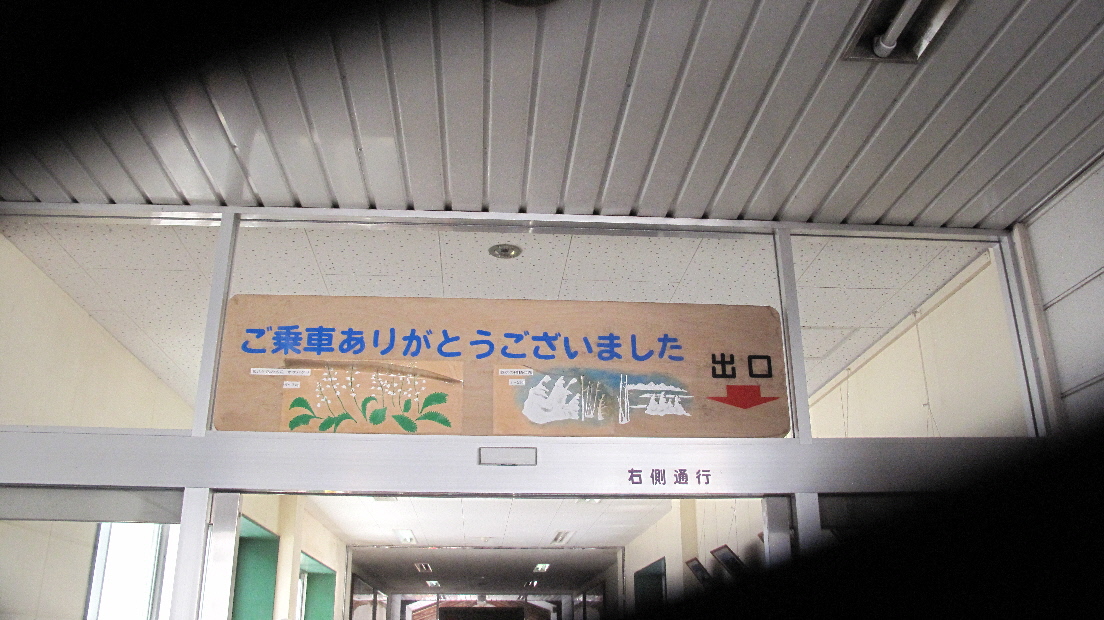 ご乗車ありがとうございました
出口
右側通行